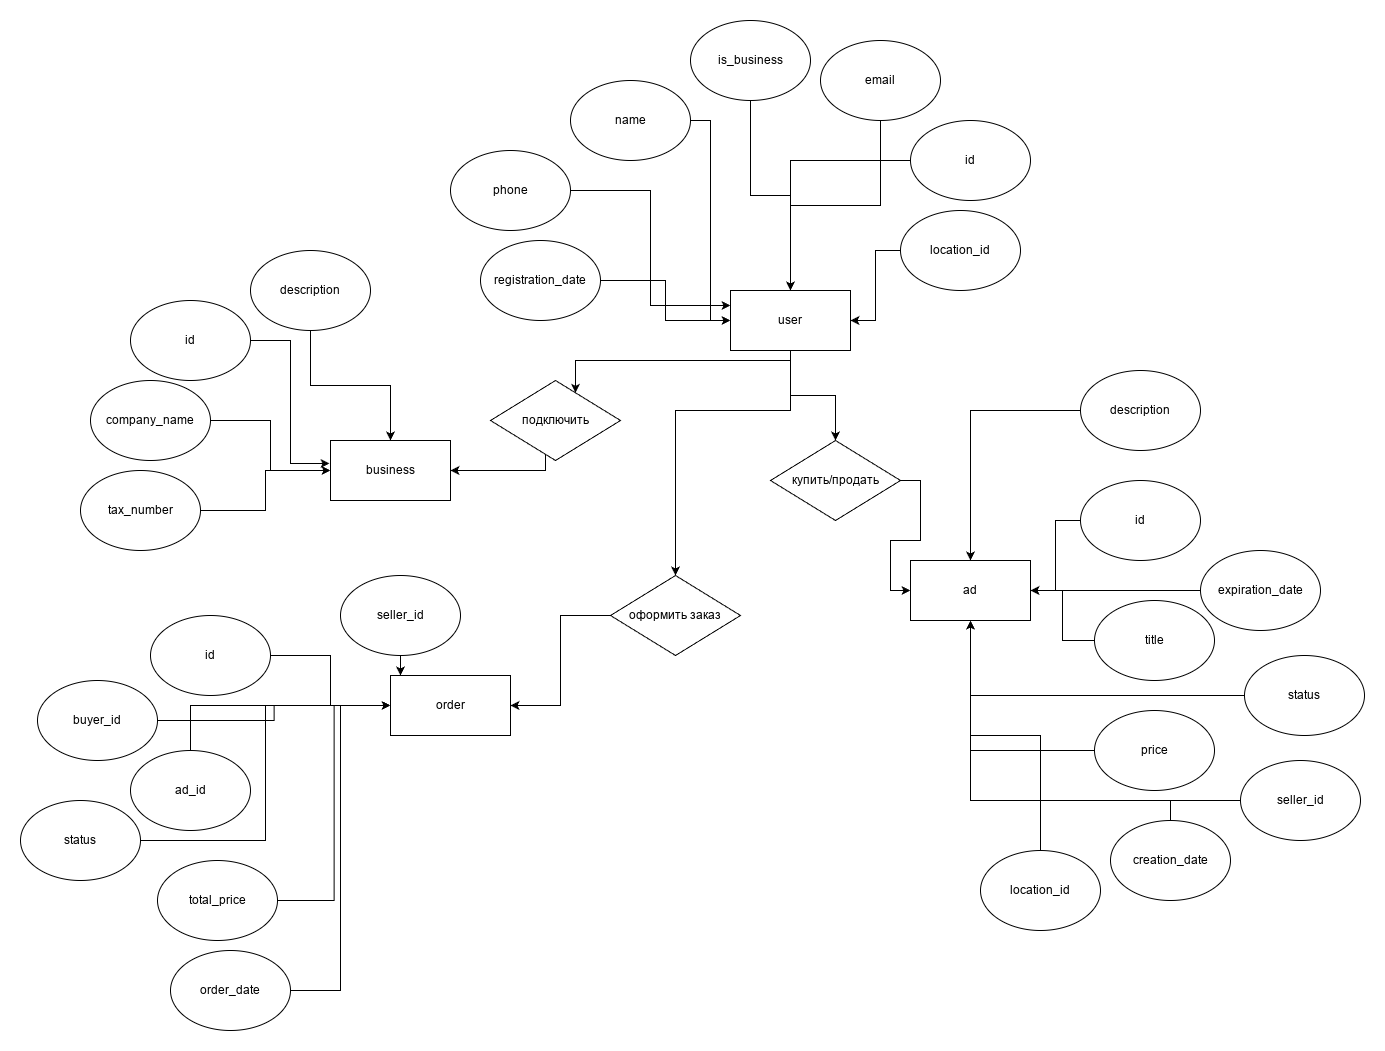 is_business
email
name
id
phone
location_id
registration_date
description
user
id
description
company_name
подключить
business
купить/продать
tax_number
id
ad
expiration_date
seller_id
оформить заказ
title
id
status
order
buyer_id
price
ad_id
seller_id
status
creation_date
location_id
total_price
order_date